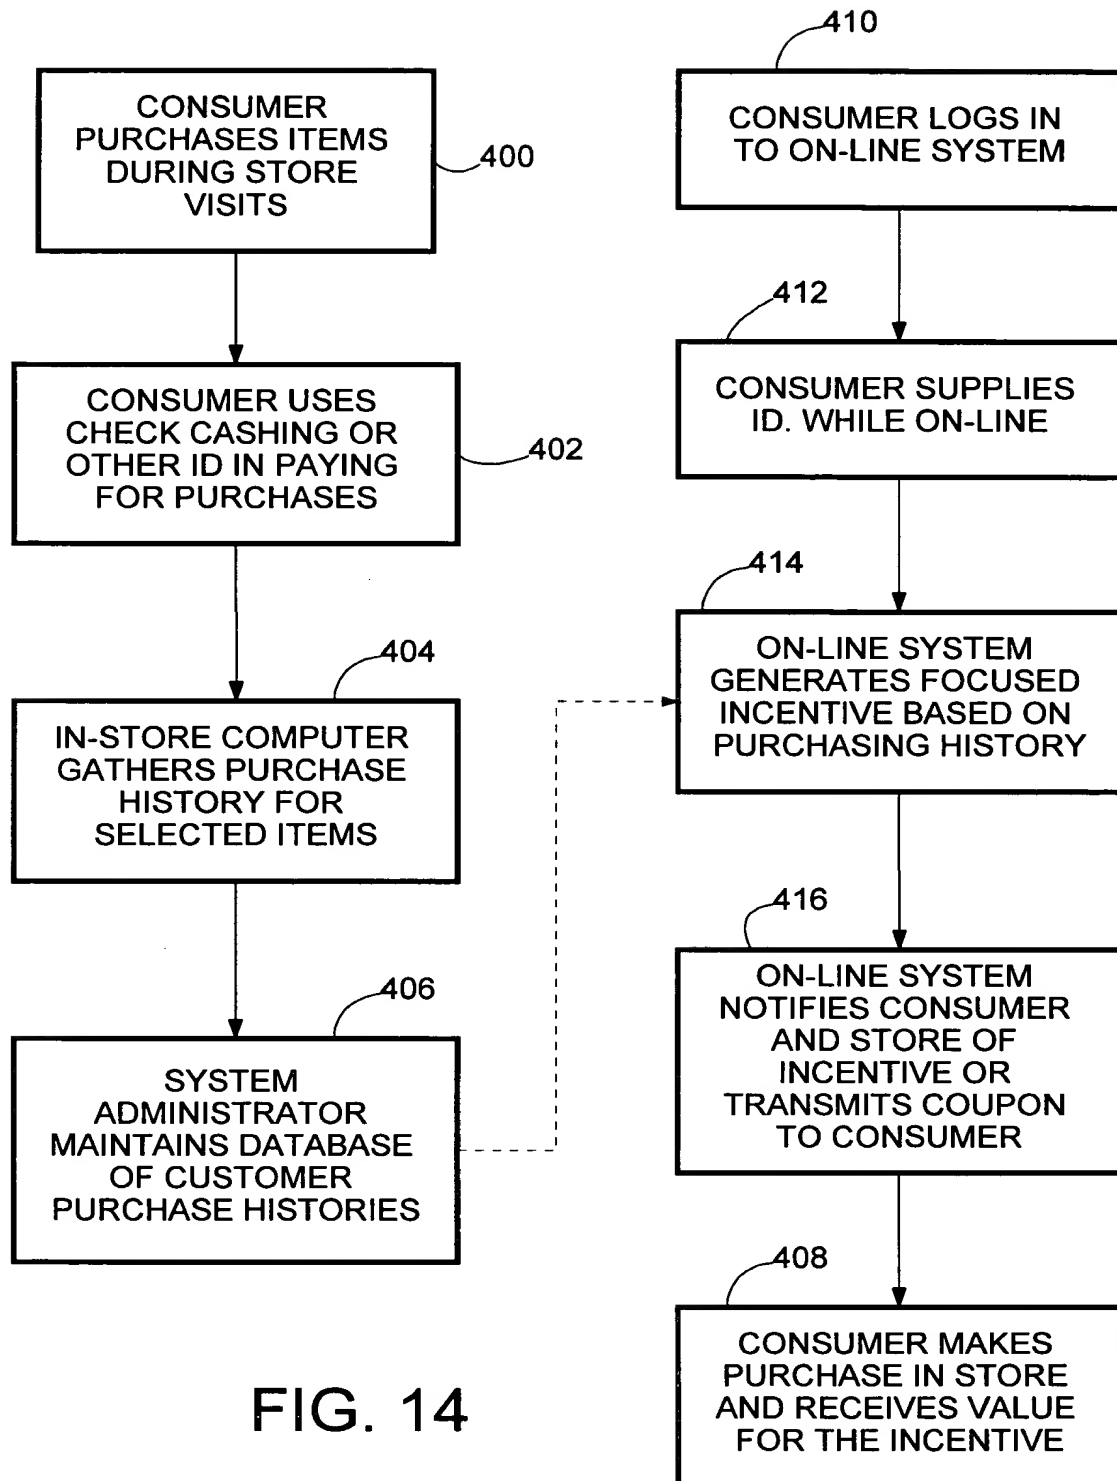 CONSUMER
PURCHASES ITEMS
DURING STORE
VISITS
400
CONSUMER USES
CHECK CASHING OR
OTHER ID IN PAYING
FOR PURCHASES
402
404
IN-STORE COMPUTER
GATHERS PURCHASE
HISTORY FOR
SELECTED ITEMS
406
SYSTEM
ADMINISTRATOR
MAINTAINS DATABASE
OF CUSTOMER
PURCHASE HISTORIES
410
CONSUMER LOGS IN
TO ON-LINE SYSTEM
412
CONSUMER SUPPLIES
ID. WHILE ON-LINE
414
ON-LINE SYSTEM
GENERATES FOCUSED
INCENTIVE BASED ON
PURCHASING HISTORY
416
ON-LINE SYSTEM
NOTIFIES CONSUMER
AND STORE OF
INCENTIVE OR
TRANSMITS COUPON
TO CONSUMER
408
CONSUMER MAKES
PURCHASE IN STORE
AND RECEIVES VALUE
FOR THE INCENTIVE
FIG. 14